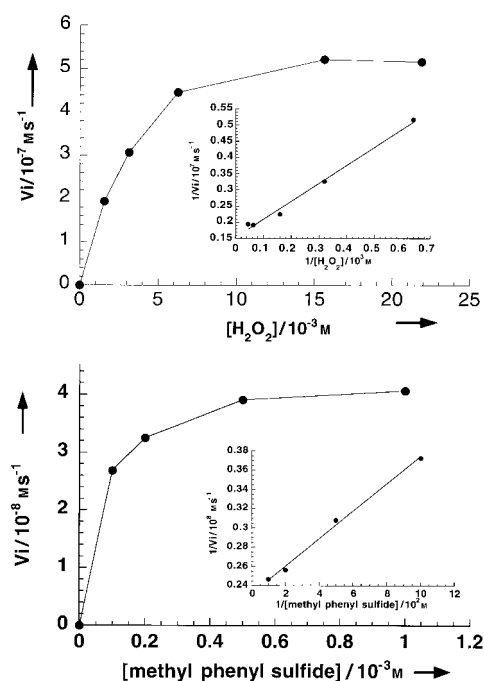 6
5
4
3
2
1
0
Vi/10⁻⁷ M s⁻¹
0.55
0.5
0.45
0.4
0.35
0.3
0.25
0.2
0.15
1/Vi/10⁷ M s⁻¹
0 0.1 0.2 0.3 0.4 0.5 0.6 0.7
1/[H₂O₂]/10³ M
0 5 10 15 20 25
[H₂O₂]/10⁻³ M
4
3
2
1
0
Vi/10⁻⁸ M s⁻¹
0.38
0.36
0.3
0.28
0.26
0.24
1/Vi/10⁸ M s⁻¹
0 2 4 6 8 10 12
1/[methyl phenyl sulfide]/10² M
0 0.2 0.4 0.6 0.8 1 1.2
[methyl phenyl sulfide]/10⁻³ M